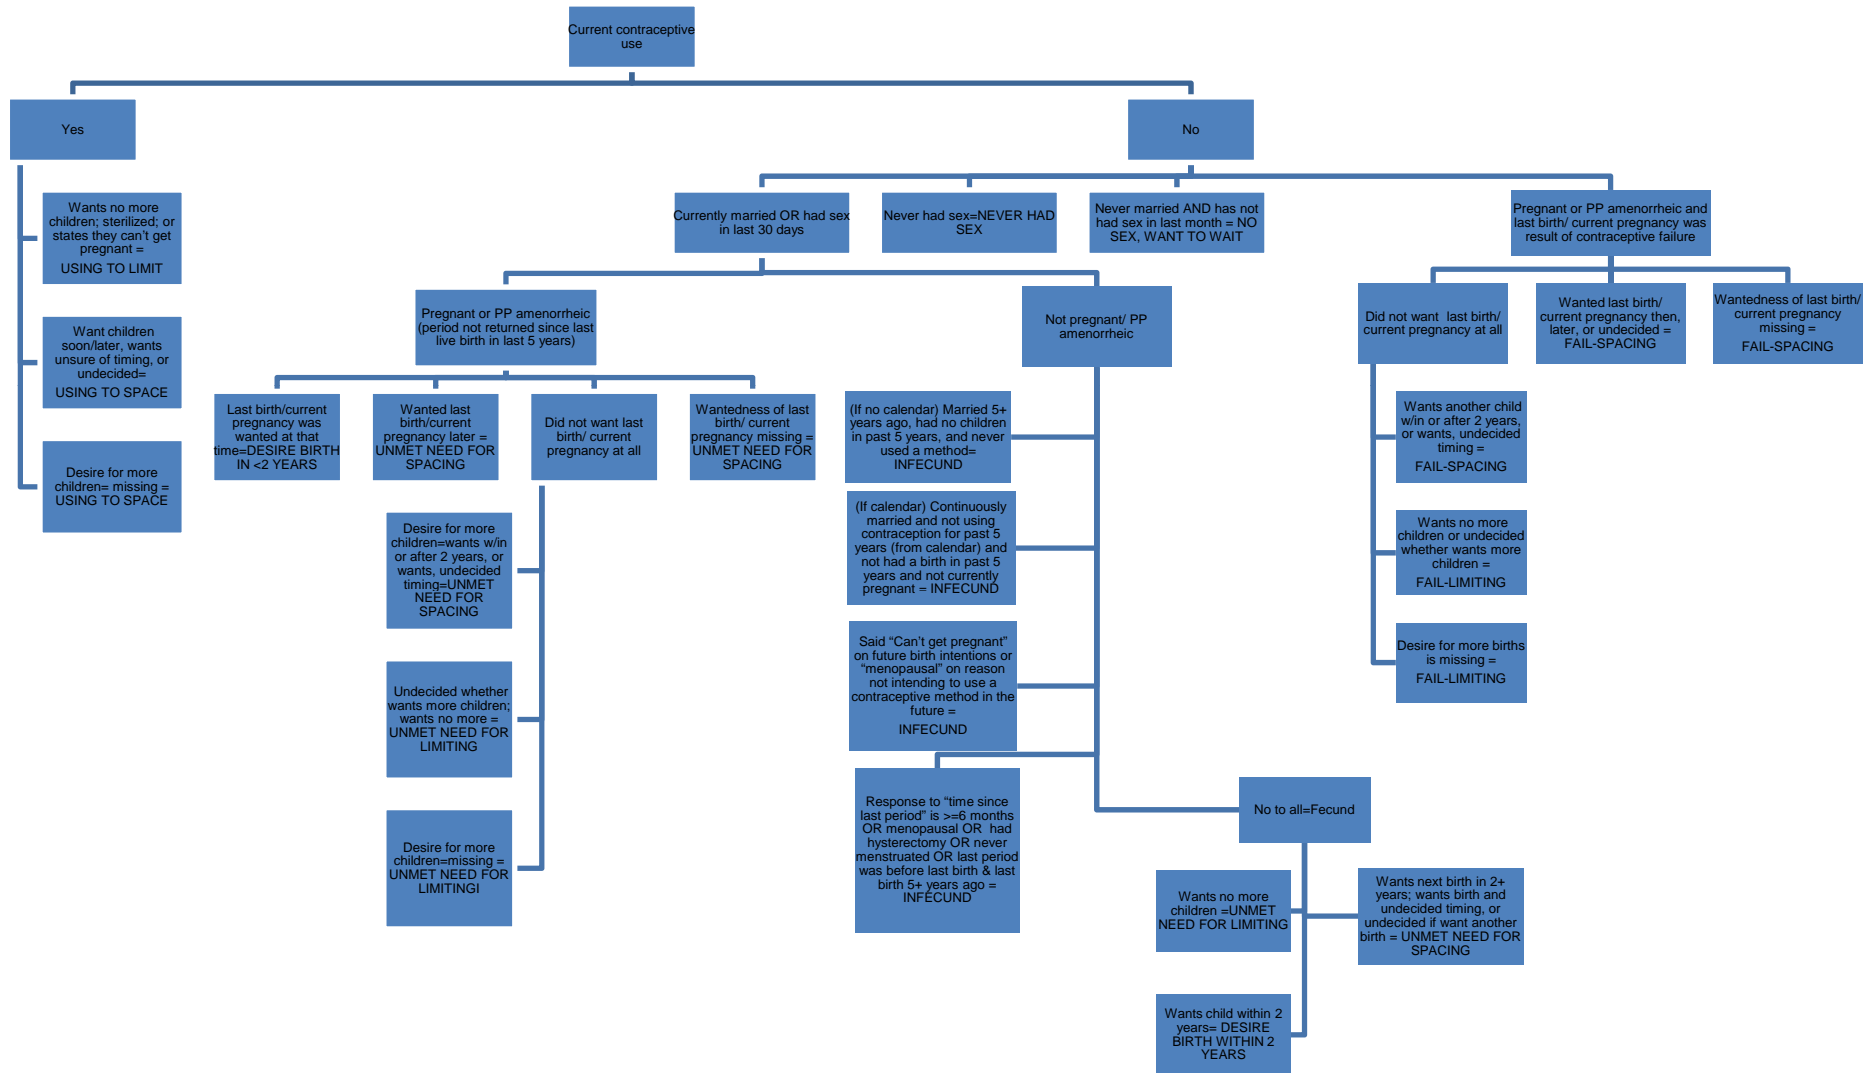 Current contraceptive
use
Yes
No
Wants no more
children; sterilized; or
states they can’t get
pregnant =
USING TO LIMIT
Want children
soon/later, wants
unsure of timing, or
undecided=
USING TO SPACE
Desire for more
children= missing =
USING TO SPACE
Currently married OR had sex
in last 30 days
Never had sex=NEVER HAD
SEX
Never married AND has not
had sex in last month = NO
SEX, WANT TO WAIT
Pregnant or PP amenorrheic and
last birth/ current pregnancy was
result of contraceptive failure
Pregnant or PP amenorrheic
(period not returned since last
live birth in last 5 years)
Not pregnant/ PP
amenorrheic
Last birth/current
pregnancy was
wanted at that
time=DESIRE BIRTH
IN <2 YEARS
Wanted last
birth/current
pregnancy later =
UNMET NEED FOR
SPACING
Did not want last
birth/ current
pregnancy at all
Wantedness of last
birth/ current
pregnancy missing =
UNMET NEED FOR
SPACING
Desire for more
children=wants w/in
or after 2 years, or
wants, undecided
timing=UNMET
NEED FOR
SPACING
Undecided whether
wants more children;
wants no more =
UNMET NEED FOR
LIMITING
Desire for more
children=missing =
UNMET NEED FOR
LIMITINGI
(If no calendar) Married 5+
years ago, had no children
in past 5 years, and never
used a method=
INFECUND
(If calendar) Continuously
married and not using
contraception for past 5
years (from calendar) and
not had a birth in past 5
years and not currently
pregnant = INFECUND
Said “Can’t get pregnant”
on future birth intentions or
“menopausal” on reason
not intending to use a
contraceptive method in the
future =
INFECUND
Response to “time since
last period” is >=6 months
OR menopausal OR had
hysterectomy OR never
menstruated OR last period
was before last birth & last
birth 5+ years ago =
INFECUND
No to all=Fecund
Wants no more
children =UNMET
NEED FOR LIMITING
Wants next birth in 2+
years; wants birth and
undecided timing, or
undecided if want another
birth = UNMET NEED FOR
SPACING
Wants child within 2
years= DESIRE
BIRTH WITHIN 2
YEARS
Did not want last birth/
current pregnancy at all
Wanted last birth/
current pregnancy then,
later, or undecided =
FAIL-SPACING
Wantedness of last birth/
current pregnancy
missing =
FAIL-SPACING
Wants another child
w/in or after 2 years,
or wants, undecided
timing =
FAIL-SPACING
Wants no more
children or undecided
whether wants more
children =
FAIL-LIMITING
Desire for more births
is missing =
FAIL-LIMITING